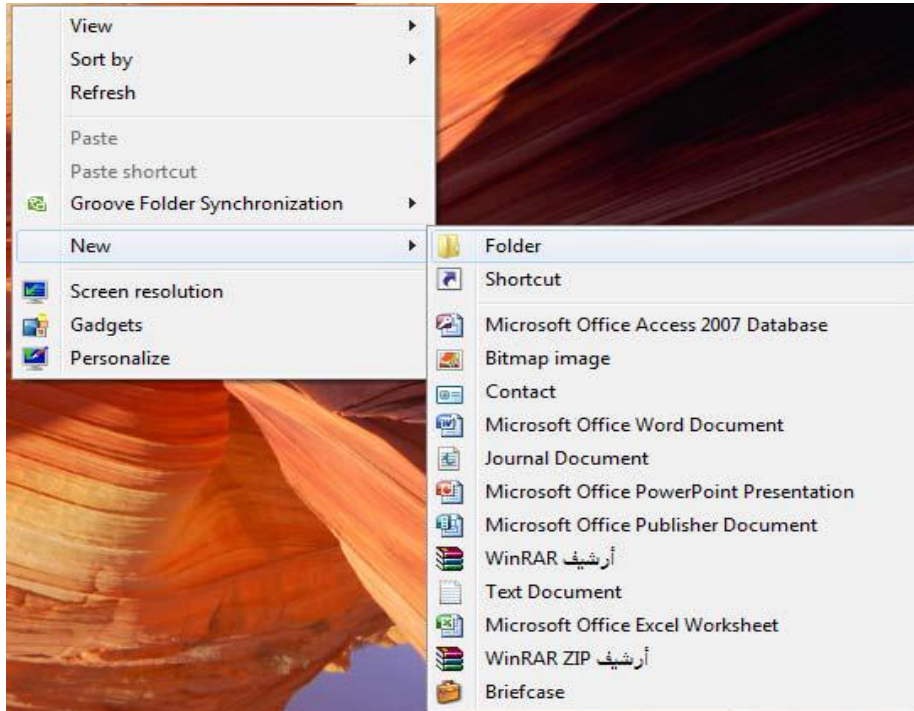 View
Sort by
Refresh
Paste
Paste shortcut
Groove Folder Synchronization
New
Screen resolution
Gadgets
Personalize
Folder
Shortcut
Microsoft Office Access 2007 Database
Bitmap image
Contact
Microsoft Office Word Document
Journal Document
Microsoft Office PowerPoint Presentation
Microsoft Office Publisher Document
أرشيف WinRAR
Text Document
Microsoft Office Excel Worksheet
أرشيف WinRAR ZIP
Briefcase